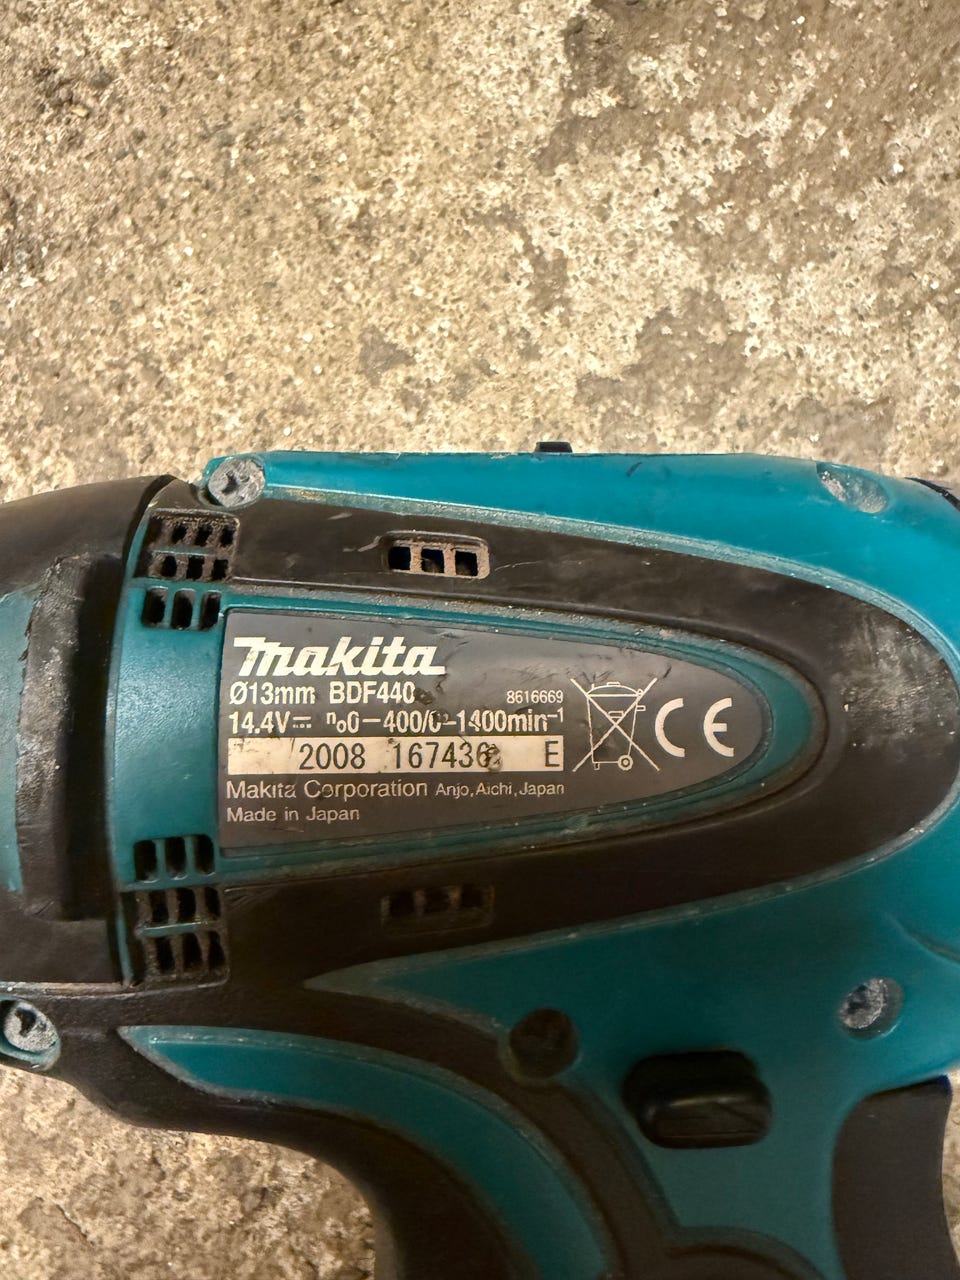 makita
Ø13mm BDF440
8616669
14.4V⎓ n₀0–400/0–1400min⁻¹
2008 E
Makita Corporation Anjo, Aichi, Japan
Made in Japan
CE